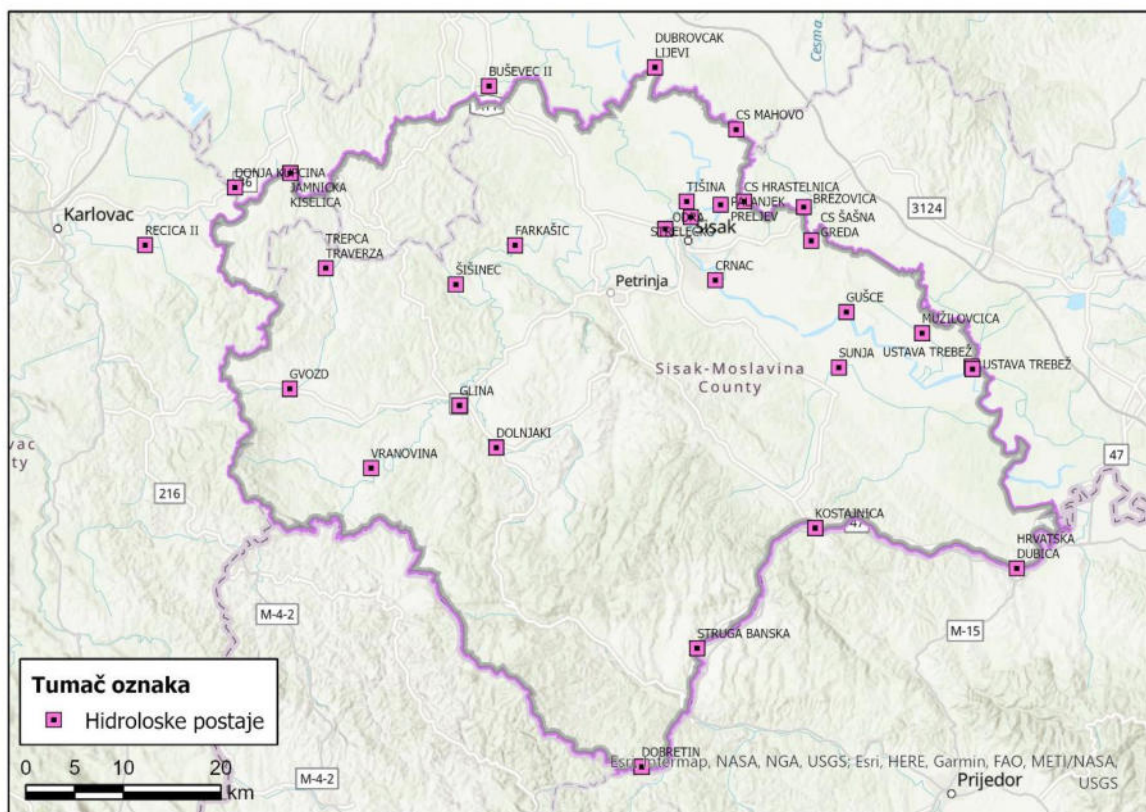 DUBROVCAK
LIJEVI
Cesma
BUŠEVEC II
CS MAHOVO
DONJA KUPCINA
JAMNICKA
KISELICA
TIŠINA
CS HRASTELNICA
PALANJEK
PRELJEV
BREZOVICA
3124
Karlovac
RECICA II
ODRA
Sisak
CS ŠAŠNA
GREDA
FARKAŠIC
TREPCA
TRAVERZA
ŠIŠINEC
Petrinja
CRNAC
GUŠCE
MUŽILOVCICA
USTAVA TREBEŽ
USTAVA TREBEŽ
SUNJA
Sisak-Moslavina
County
GVOZD
GLINA
DOLNJAKI
VRANOVINA
216
47
KOSTAJNICA
47
HRVATSKA
DUBICA
M-4-2
M-15
STRUGA BANSKA
Tumač oznaka
Hidroloske postaje
DOBRETIN
0 5 10 20
km
M-4-2
Esri, Intermap, NASA, NGA, USGS; Esri, HERE, Garmin, FAO, METI/NASA,
USGS
Prijedor